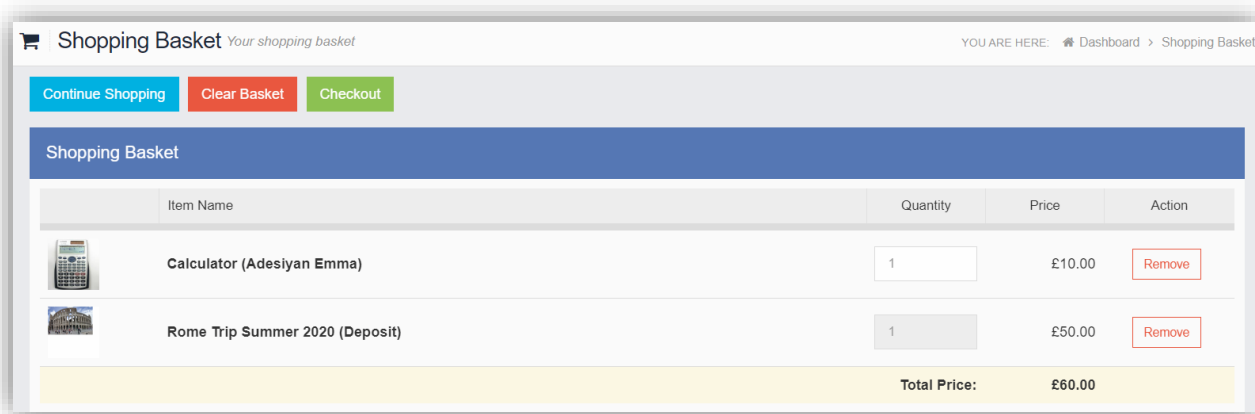 Shopping Basket Your shopping basket YOU ARE HERE: Dashboard > Shopping Basket
Continue Shopping Clear Basket Checkout
Shopping Basket
Item Name Quantity Price Action
Calculator (Adesiyan Emma) 1 £10.00 Remove
Rome Trip Summer 2020 (Deposit) 1 £50.00 Remove
Total Price: £60.00